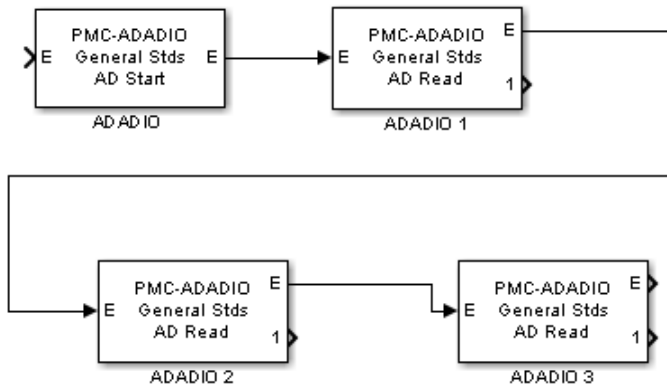 PMC-ADADIO
E General Stds E
AD Start
ADADIO
PMC-ADADIO E
E General Stds
AD Read 1
ADADIO 1
PMC-ADADIO E
E General Stds
AD Read 1
ADADIO 2
PMC-ADADIO E
E General Stds
AD Read 1
ADADIO 3